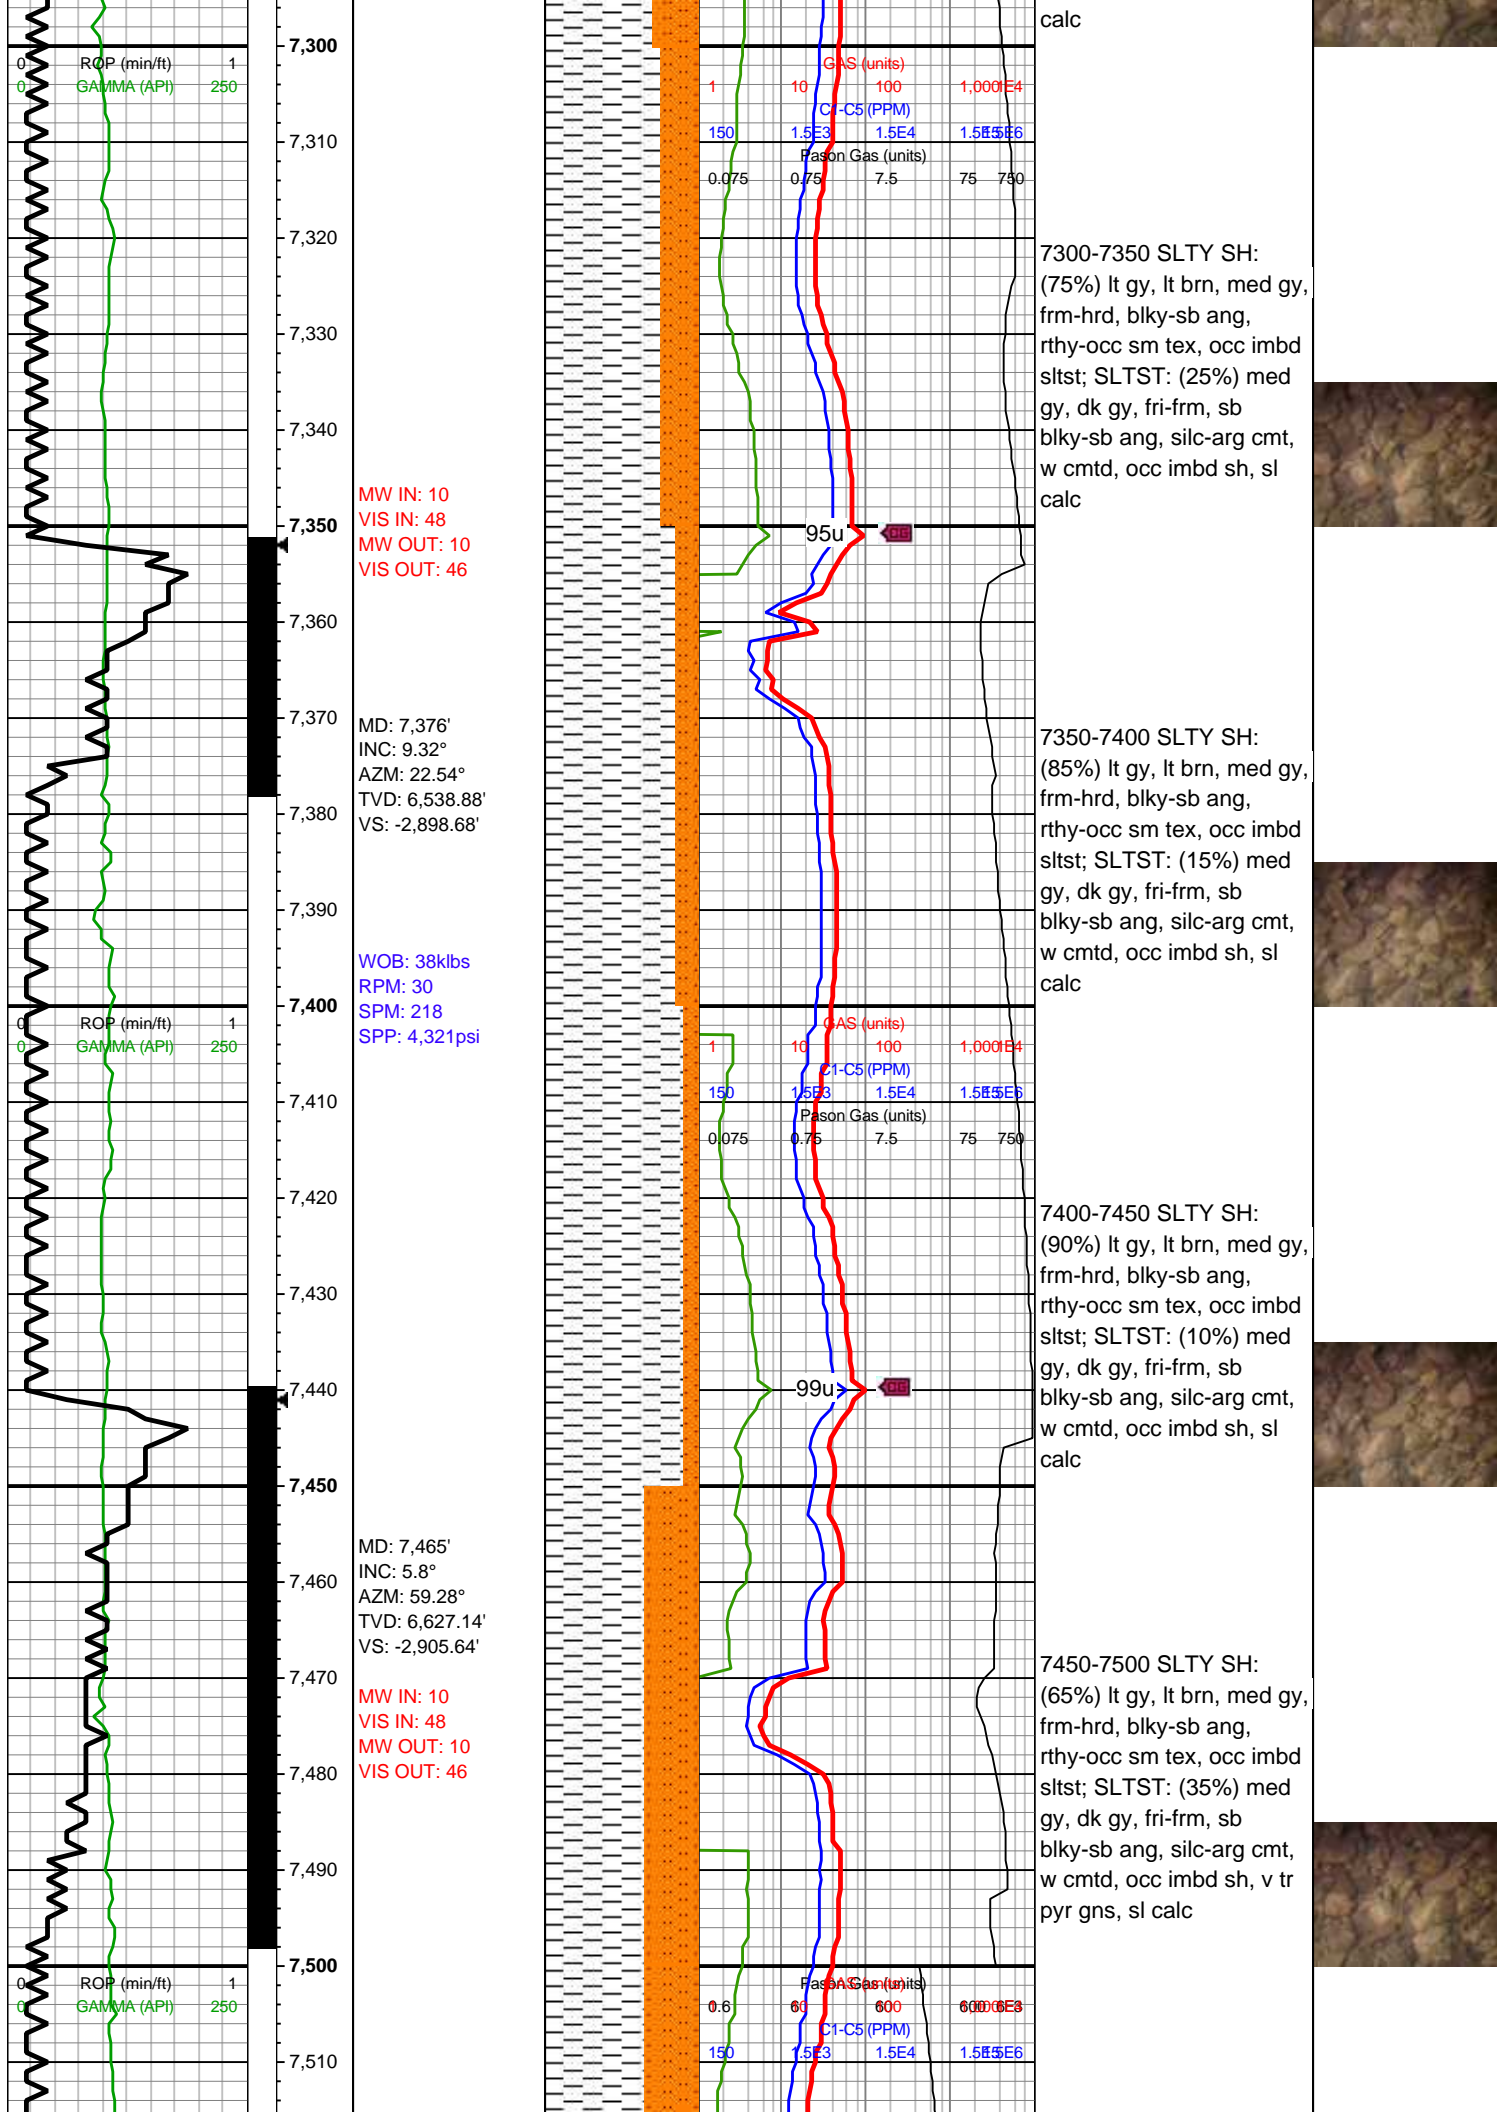 calc
7,300
0 ROP (min/ft) 1
0 GAMMA (API) 250
GAS (units)
1 10 100 1,000 1E4
C1-C5 (PPM)
150 1.5E3 1.5E4 1.5E5 1.5E6
Pason Gas (units)
0.075 0.75 7.5 75 750
7,310
7,320
7,330
7,340
7,350
7300-7350 SLTY SH:
(75%) lt gy, lt brn, med gy,
frm-hrd, blky-sb ang,
rthy-occ sm tex, occ imbd
sltst; SLTST: (25%) med
gy, dk gy, fri-frm, sb
blky-sb ang, silc-arg cmt,
w cmtd, occ imbd sh, sl
calc
MW IN: 10
VIS IN: 48
MW OUT: 10
VIS OUT: 46
95u
CG
7,360
7,370
7,380
7,390
7,400
MD: 7,376'
INC: 9.32°
AZM: 22.54°
TVD: 6,538.88'
VS: -2,898.68'
7350-7400 SLTY SH:
(85%) lt gy, lt brn, med gy,
frm-hrd, blky-sb ang,
rthy-occ sm tex, occ imbd
sltst; SLTST: (15%) med
gy, dk gy, fri-frm, sb
blky-sb ang, silc-arg cmt,
w cmtd, occ imbd sh, sl
calc
WOB: 38klbs
RPM: 30
SPM: 218
SPP: 4,321psi
0 ROP (min/ft) 1
0 GAMMA (API) 250
GAS (units)
1 10 100 1,000 1E4
C1-C5 (PPM)
150 1.5E3 1.5E4 1.5E5 1.5E6
Pason Gas (units)
0.075 0.75 7.5 75 750
7,410
7,420
7,430
7,440
7,450
7400-7450 SLTY SH:
(90%) lt gy, lt brn, med gy,
frm-hrd, blky-sb ang,
rthy-occ sm tex, occ imbd
sltst; SLTST: (10%) med
gy, dk gy, fri-frm, sb
blky-sb ang, silc-arg cmt,
w cmtd, occ imbd sh, sl
calc
99u
CG
7,460
7,470
7,480
7,490
7,500
MD: 7,465'
INC: 5.8°
AZM: 59.28°
TVD: 6,627.14'
VS: -2,905.64'
MW IN: 10
VIS IN: 48
MW OUT: 10
VIS OUT: 46
7450-7500 SLTY SH:
(65%) lt gy, lt brn, med gy,
frm-hrd, blky-sb ang,
rthy-occ sm tex, occ imbd
sltst; SLTST: (35%) med
gy, dk gy, fri-frm, sb
blky-sb ang, silc-arg cmt,
w cmtd, occ imbd sh, v tr
pyr gns, sl calc
0 ROP (min/ft) 1
0 GAMMA (API) 250
Pason Gas (units)
GAS (units)
0.6 600 6E3
C1-C5 (PPM)
150 1.5E3 1.5E4 1.5E5 1.5E6
7,510